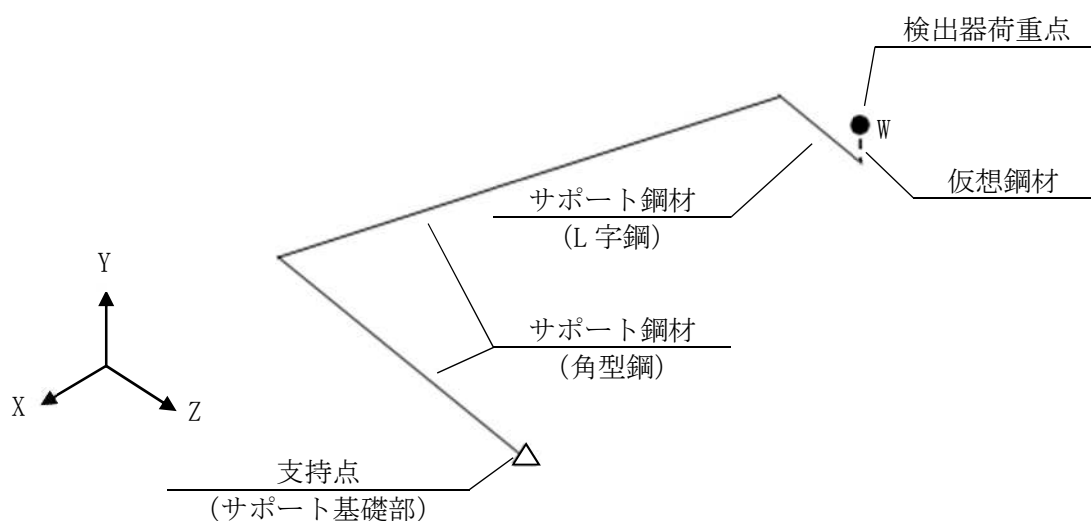 検出器荷重点
W
仮想鋼材
サポート鋼材
(L 字鋼)
Y
サポート鋼材
(角型鋼)
X
Z
支持点
(サポート基礎部)